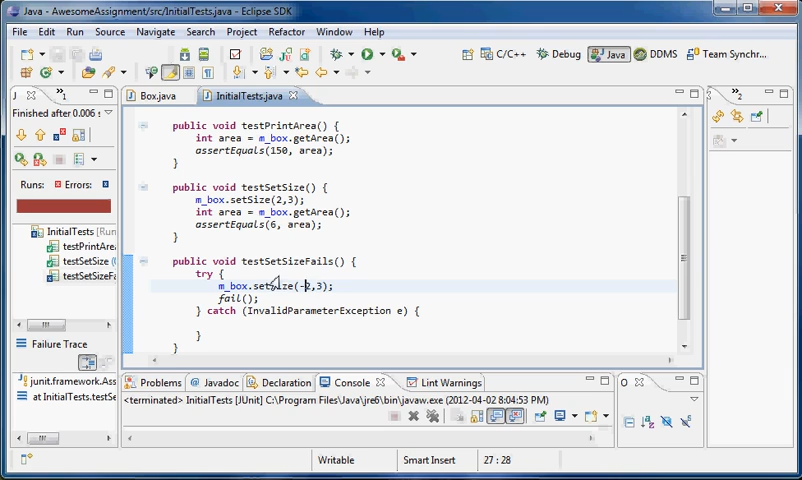 Java - AwesomeAssignment/src/InitialTests.java - Eclipse SDK
File Edit Run Source Navigate Search Project Refactor Window Help
C/C++ Debug Java DDMS Team Synchr...
J »1 Box.java InitialTests.java »2
Finished after 0.006 s
Runs: Errors:
InitialTests (Run
testPrintArea
testSetSize
testSetSizeFa
Failure Trace
junit.framework.Ass
at InitialTests.testSe
public void testPrintArea() {
int area = m_box.getArea();
assertEquals(150, area);
}
public void testSetSize() {
m_box.setSize(2,3);
int area = m_box.getArea();
assertEquals(6, area);
}
public void testSetSizeFails() {
try {
m_box.setSize(-2,3);
fail();
} catch (InvalidParameterException e) {
}
}
Problems Javadoc Declaration Console Lint Warnings O
<terminated> InitialTests [JUnit] C:\Program Files\Java\jre6\bin\javaw.exe (2012-04-02 8:04:53 PM)
Writable Smart Insert 27 : 28